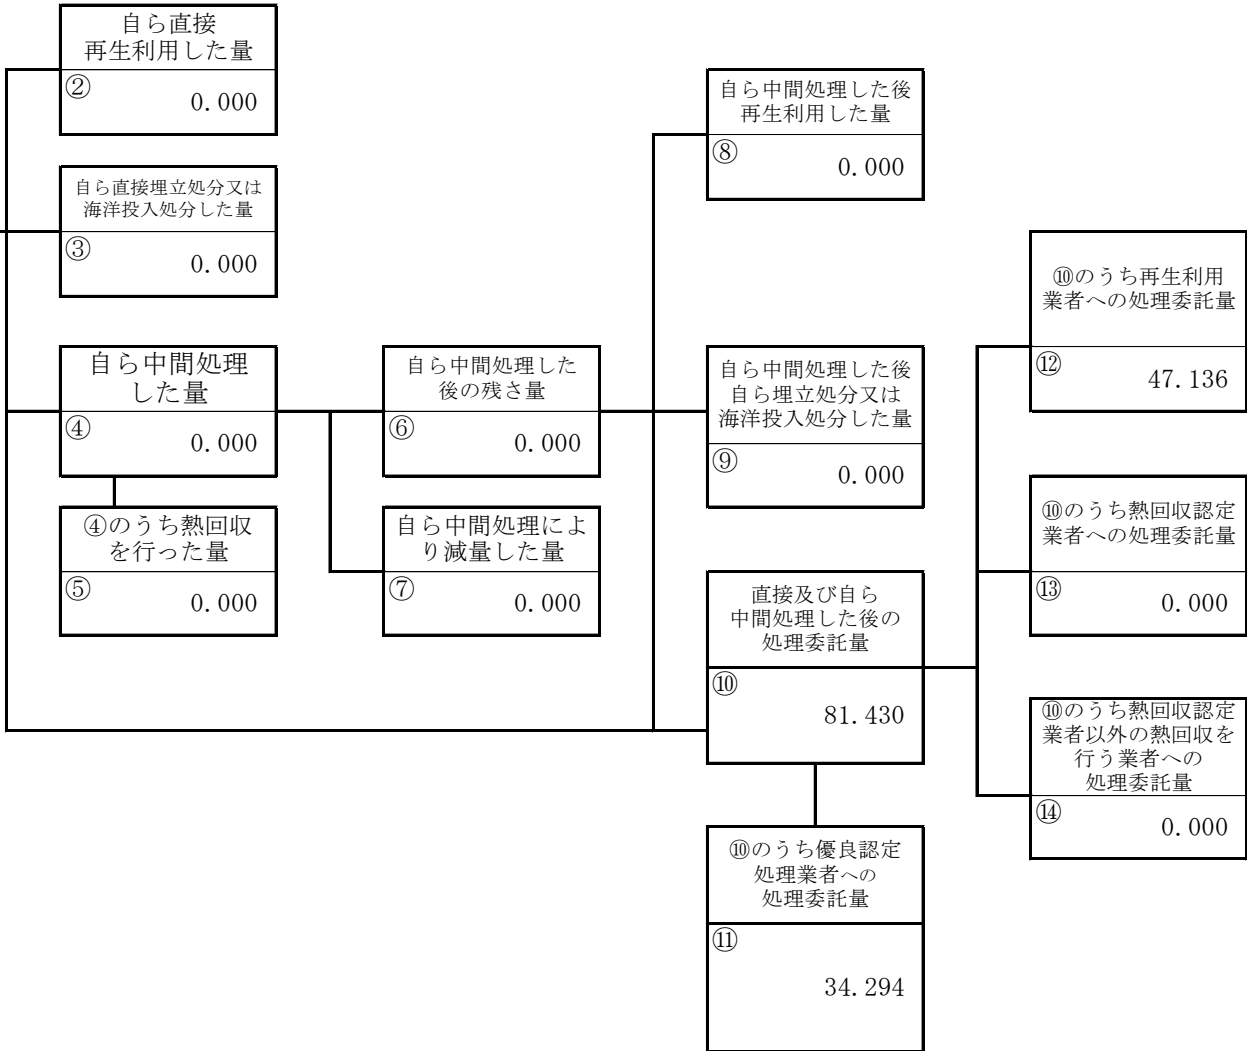 自ら直接
再生利用した量
②
0.000
自ら直接埋立処分又は
海洋投入処分した量
③
0.000
自ら中間処理
した量
④
0.000
④のうち熱回収
を行った量
⑤
0.000
自ら中間処理した
後の残さ量
⑥
0.000
自ら中間処理によ
り減量した量
⑦
0.000
自ら中間処理した後
再生利用した量
⑧
0.000
自ら中間処理した後
自ら埋立処分又は
海洋投入処分した量
⑨
0.000
直接及び自ら
中間処理した後の
処理委託量
⑩
81.430
⑩のうち優良認定
処理業者への
処理委託量
⑪
34.294
⑩のうち再生利用
業者への処理委託量
⑫
47.136
⑩のうち熱回収認定
業者への処理委託量
⑬
0.000
⑩のうち熱回収認定
業者以外の熱回収を
行う業者への
処理委託量
⑭
0.000